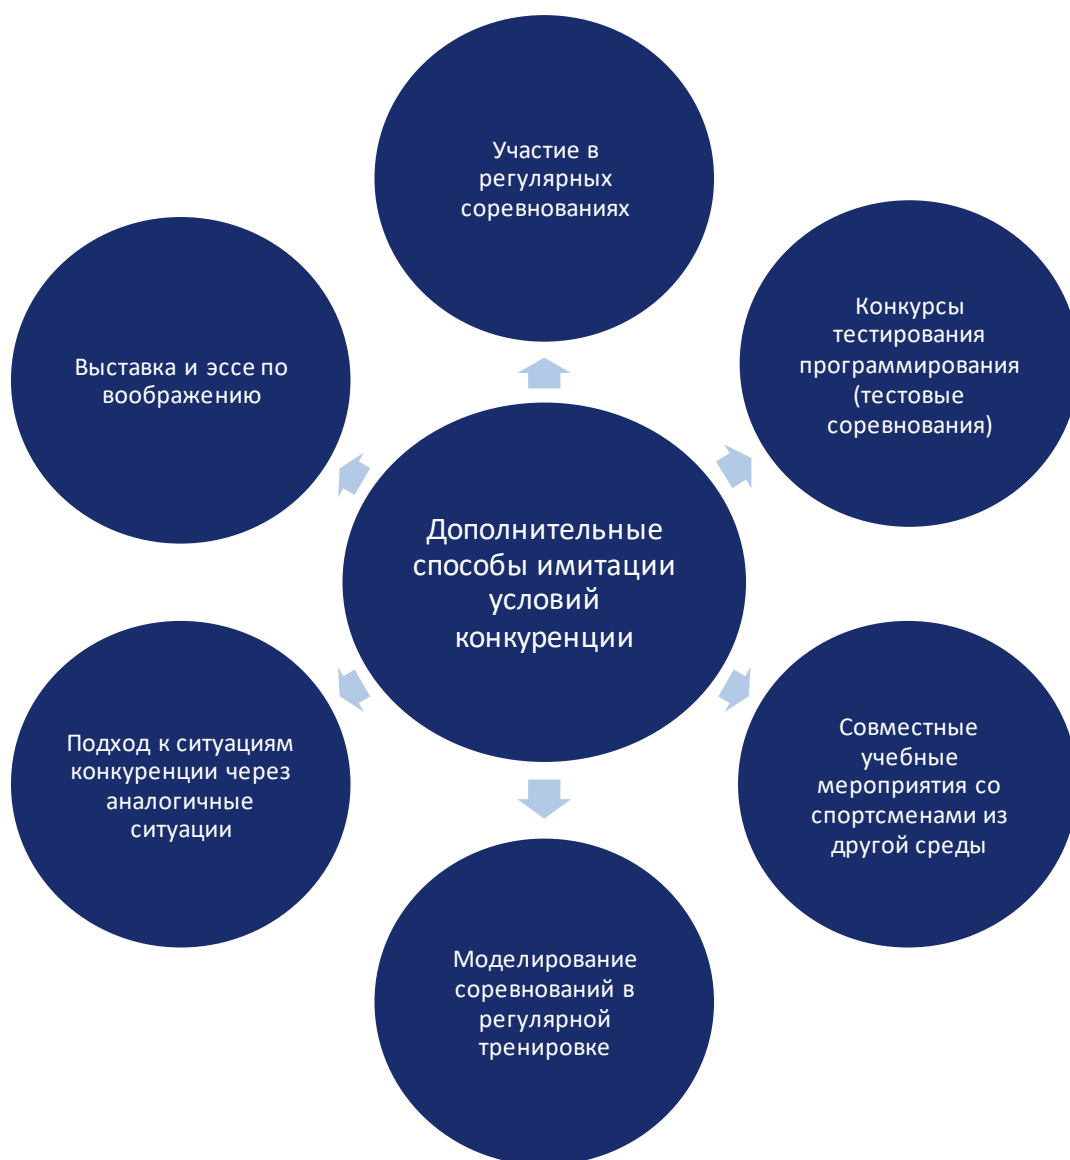 Участие в
регулярных
соревнованиях
Конкурсы
тестирования
программирования
(тестовые
соревнования)
Выставка и эссе по
воображению
Дополнительные
способы имитации
условий
конкуренции
Подход к ситуациям
конкуренции через
аналогичные
ситуации
Совместные
учебные
мероприятия со
спортсменами из
другой среды
Моделирование
соревнований в
регулярной
тренировке